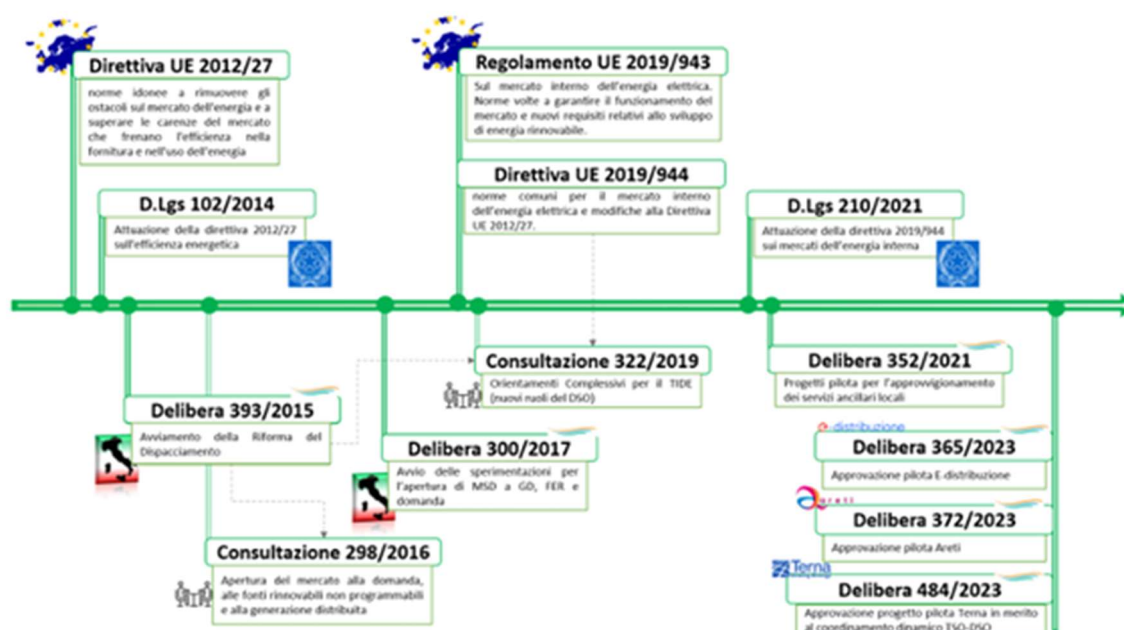 Direttiva UE 2012/27
norme idonee a rimuovere gli
ostacoli sul mercato dell'energia e a
superare le carenze del mercato
che frenano l'efficienza nella
fornitura e nell'uso dell'energia
D.Lgs 102/2014
Attuazione della direttiva 2012/27
sull'efficienza energetica
Regolamento UE 2019/943
Sul mercato interno dell'energia elettrica.
Norme volte a garantire il funzionamento del
mercato e nuovi requisiti relativi allo sviluppo
di energia rinnovabile.
Direttiva UE 2019/944
norme comuni per il mercato interno
dell'energia elettrica e modifiche alla Direttiva
UE 2012/27.
D.Lgs 210/2021
Attuazione della direttiva 2019/944
sui mercati dell'energia interna
Delibera 393/2015
Avviamento della Riforma del
Dispacciamento
Consultazione 298/2016
Apertura del mercato alla domanda,
alle fonti rinnovabili non programmabili
e alla generazione distribuita
Delibera 300/2017
Avvio delle sperimentazioni per
l'apertura di MSD a GD, FER e
domanda
Consultazione 322/2019
Orientamenti Complessivi per il TIDE
(nuovi ruoli del DSO)
Delibera 352/2021
Progetti pilota per l'approvvigionamento
dei servizi ancillari locali
e-distribuzione
Delibera 365/2023
Approvazione pilota E-distribuzione
areti
Delibera 372/2023
Approvazione pilota Areti
Terna
Delibera 484/2023
Approvazione progetto pilota Terna in merito
al coordinamento dinamico TSO-DSO